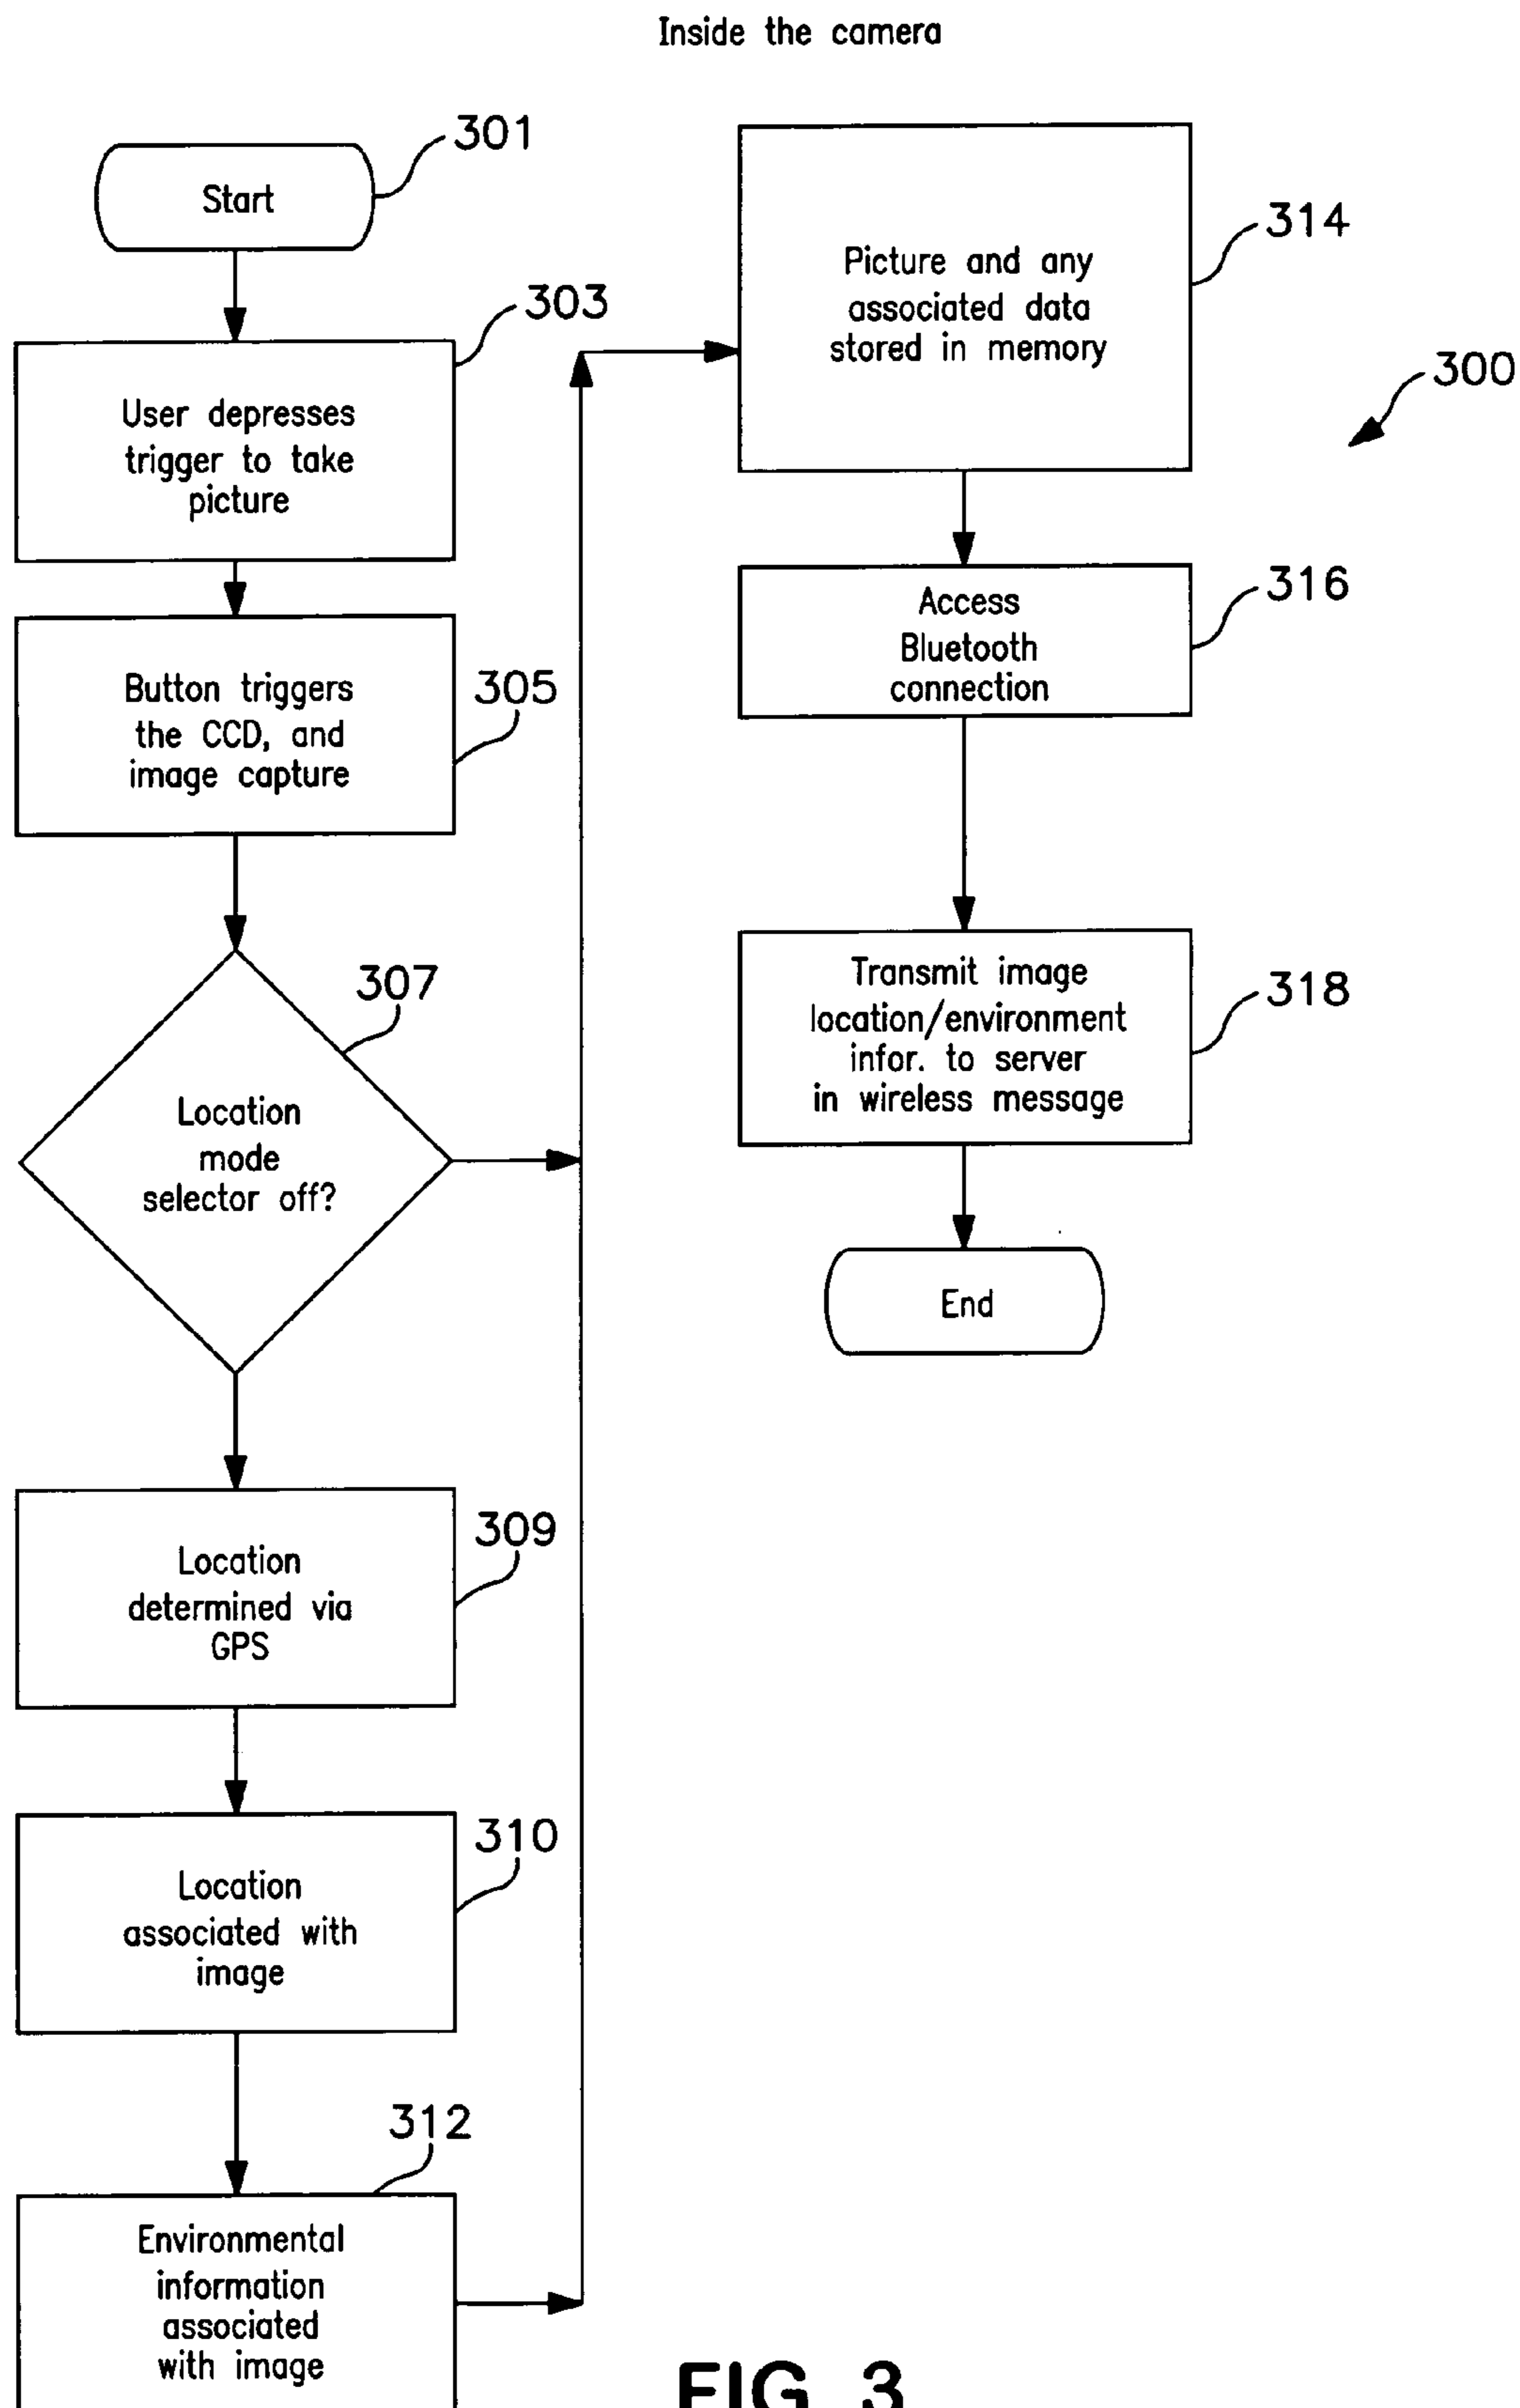 Inside the camera
301
Start
303
User depresses
trigger to take
picture
305
Button triggers
the CCD, and
image capture
307
Location
mode
selector off?
309
Location
determined via
GPS
310
Location
associated with
image
312
Environmental
information
associated
with image
314
Picture and any
associated data
stored in memory
300
316
Access
Bluetooth
connection
318
Transmit image
location/environment
infor. to server
in wireless message
End
FIG. 3